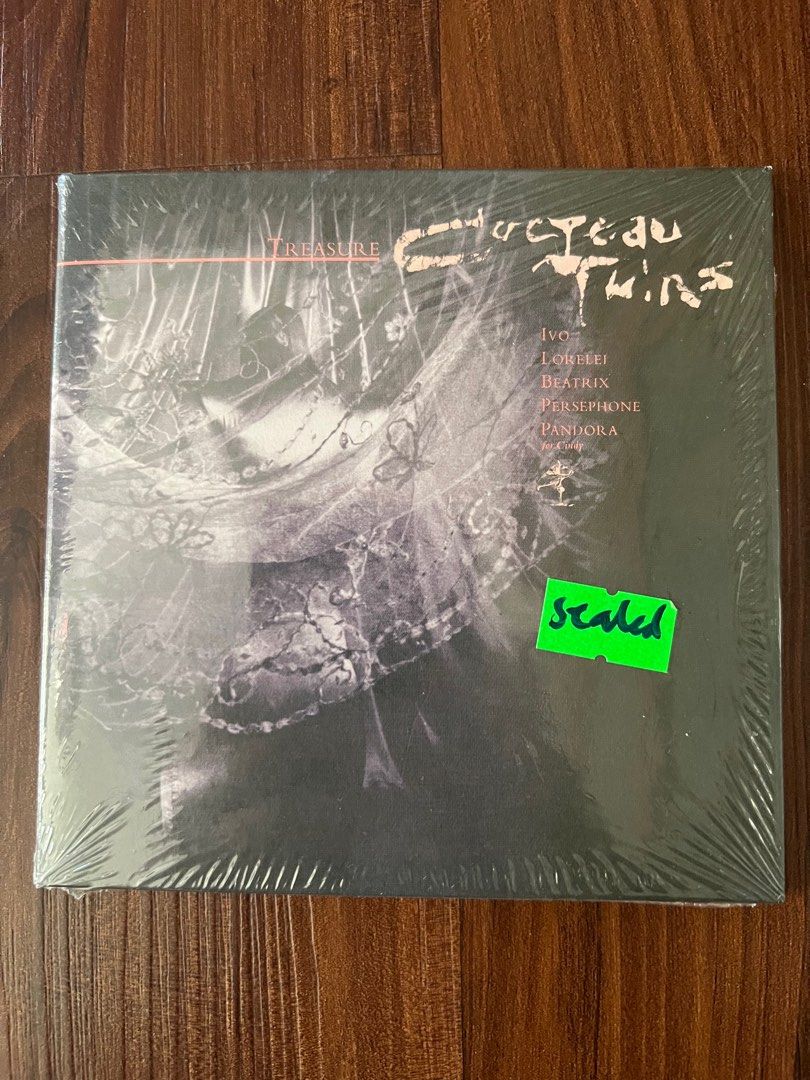 TREASURE
Cocteau
Twins
IVO
LORELEI
BEATRIX
PERSEPHONE
PANDORA
for Cindy
sealed